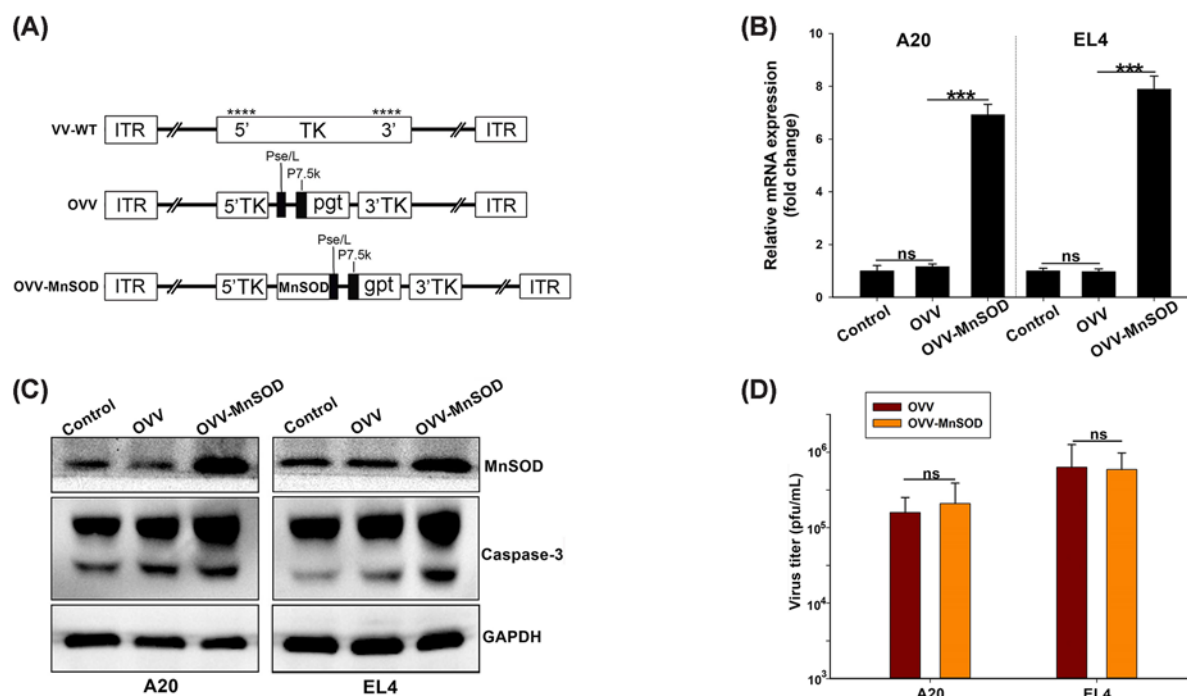 (A)
**** ****
VV-WT ITR 5' TK 3' ITR
Pse/L
P7.5k
OVV ITR 5'TK pgt 3'TK ITR
Pse/L
P7.5k
OVV-MnSOD ITR 5'TK MnSOD gpt 3'TK ITR
(B)
Relative mRNA expression
(fold change)
10
8
6
4
2
0
A20 EL4
*** ***
ns ns
Control OVV OVV-MnSOD Control OVV OVV-MnSOD
(C)
Control OVV OVV-MnSOD Control OVV OVV-MnSOD
MnSOD
Caspase-3
GAPDH
A20 EL4
(D)
OVV
OVV-MnSOD
Virus titer (pfu/mL)
10⁶
10⁵
10⁴
10³
ns ns
A20 EL4